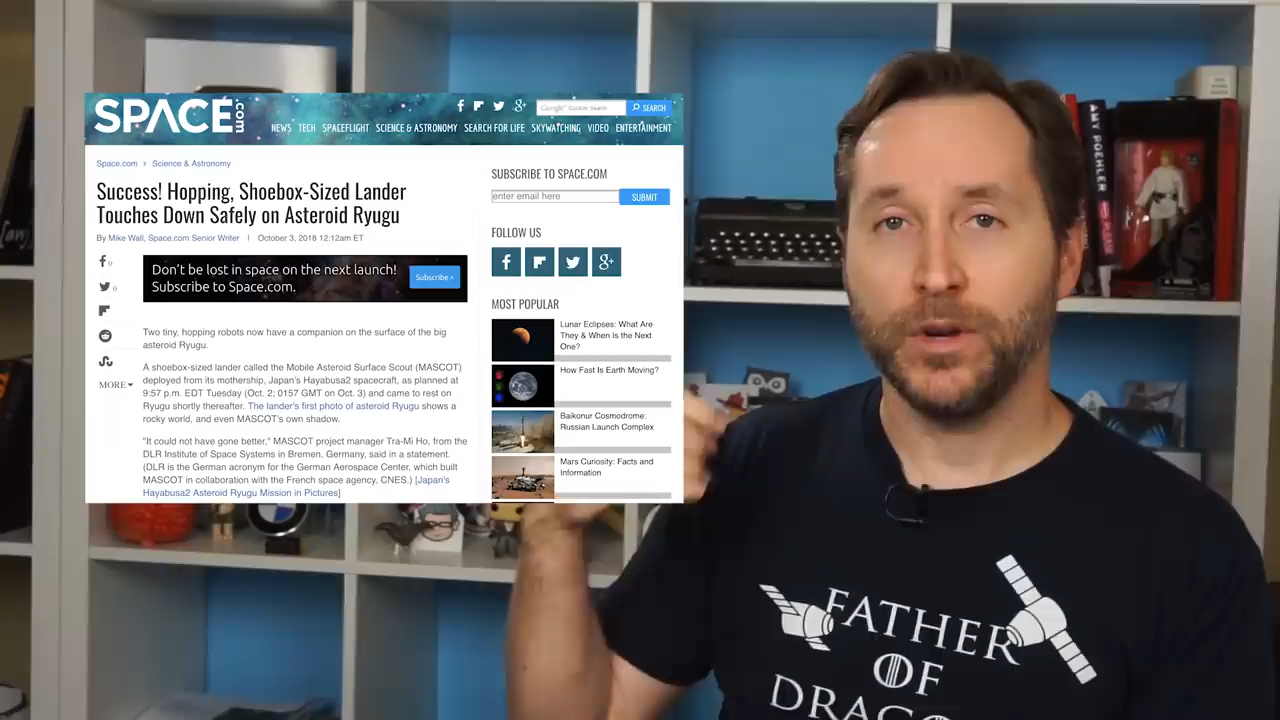 SPACE.com
Google Custom Search
SEARCH
NEWS TECH SPACEFLIGHT SCIENCE & ASTRONOMY SEARCH FOR LIFE SKYWATCHING VIDEO ENTERTAINMENT
Space.com > Science & Astronomy
Success! Hopping, Shoebox-Sized Lander
Touches Down Safely on Asteroid Ryugu
By Mike Wall, Space.com Senior Writer | October 3, 2018 12:12am ET
0
0
MORE
Don't be lost in space on the next launch!
Subscribe to Space.com.
Subscribe >
Two tiny, hopping robots now have a companion on the surface of the big
asteroid Ryugu.
A shoebox-sized lander called the Mobile Asteroid Surface Scout (MASCOT)
deployed from its mothership, Japan's Hayabusa2 spacecraft, as planned at
9:57 p.m. EDT Tuesday (Oct. 2; 0157 GMT on Oct. 3) and came to rest on
Ryugu shortly thereafter. The lander's first photo of asteroid Ryugu shows a
rocky world, and even MASCOT's own shadow.
"It could not have gone better," MASCOT project manager Tra-Mi Ho, from the
DLR Institute of Space Systems in Bremen, Germany, said in a statement.
(DLR is the German acronym for the German Aerospace Center, which built
MASCOT in collaboration with the French space agency, CNES.) [Japan's
Hayabusa2 Asteroid Ryugu Mission in Pictures]
SUBSCRIBE TO SPACE.COM
enter email here
SUBMIT
FOLLOW US
MOST POPULAR
Lunar Eclipses: What Are
They & When Is the Next
One?
How Fast Is Earth Moving?
Baikonur Cosmodrome:
Russian Launch Complex
Mars Curiosity: Facts and
Information
AMY POEHLER
FATHER
OF